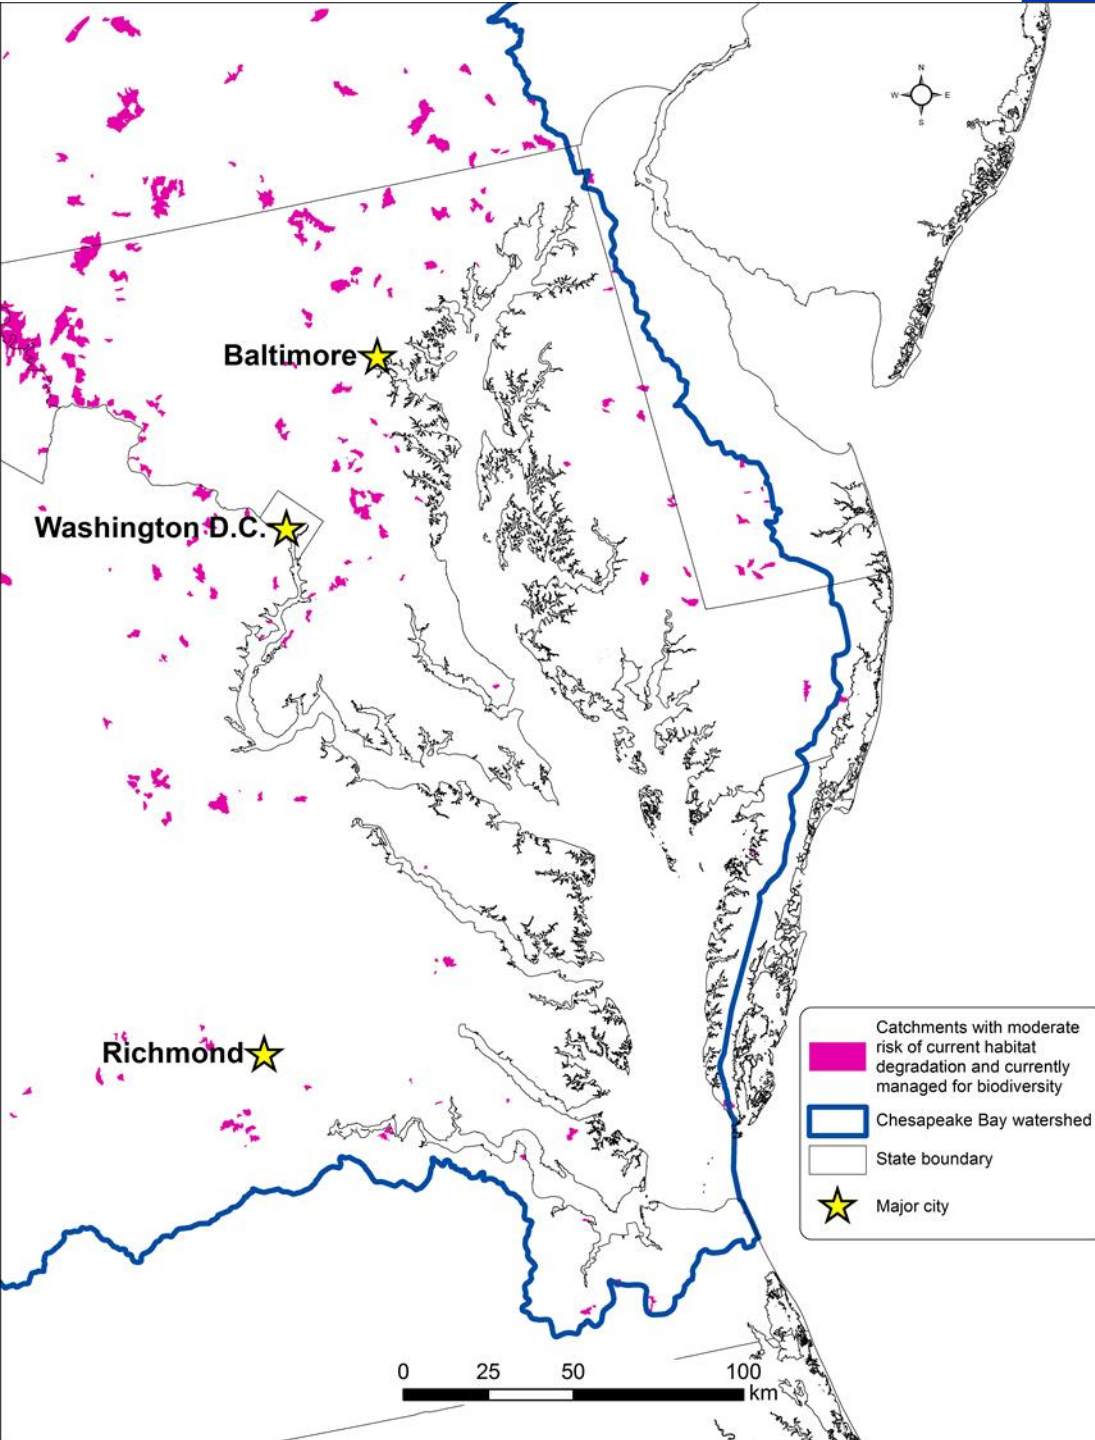 N
W E
S
Baltimore
Washington D.C.
Richmond
Catchments with moderate
risk of current habitat
degradation and currently
managed for biodiversity
Chesapeake Bay watershed
State boundary
Major city
0 25 50 100
km